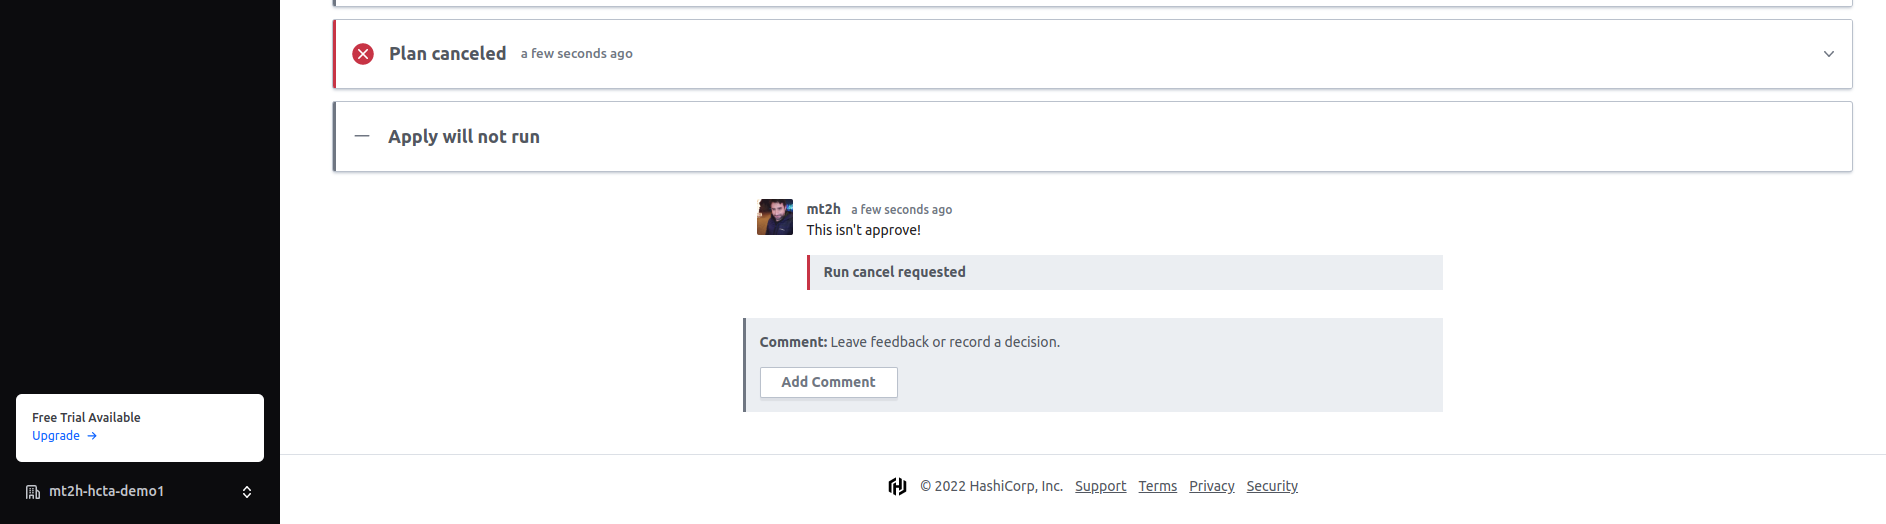 Plan canceled a few seconds ago
Apply will not run
mt2h a few seconds ago
This isn't approve!
Run cancel requested
Comment: Leave feedback or record a decision.
Add Comment
Free Trial Available
Upgrade →
mt2h-hcta-demo1
© 2022 HashiCorp, Inc. Support Terms Privacy Security